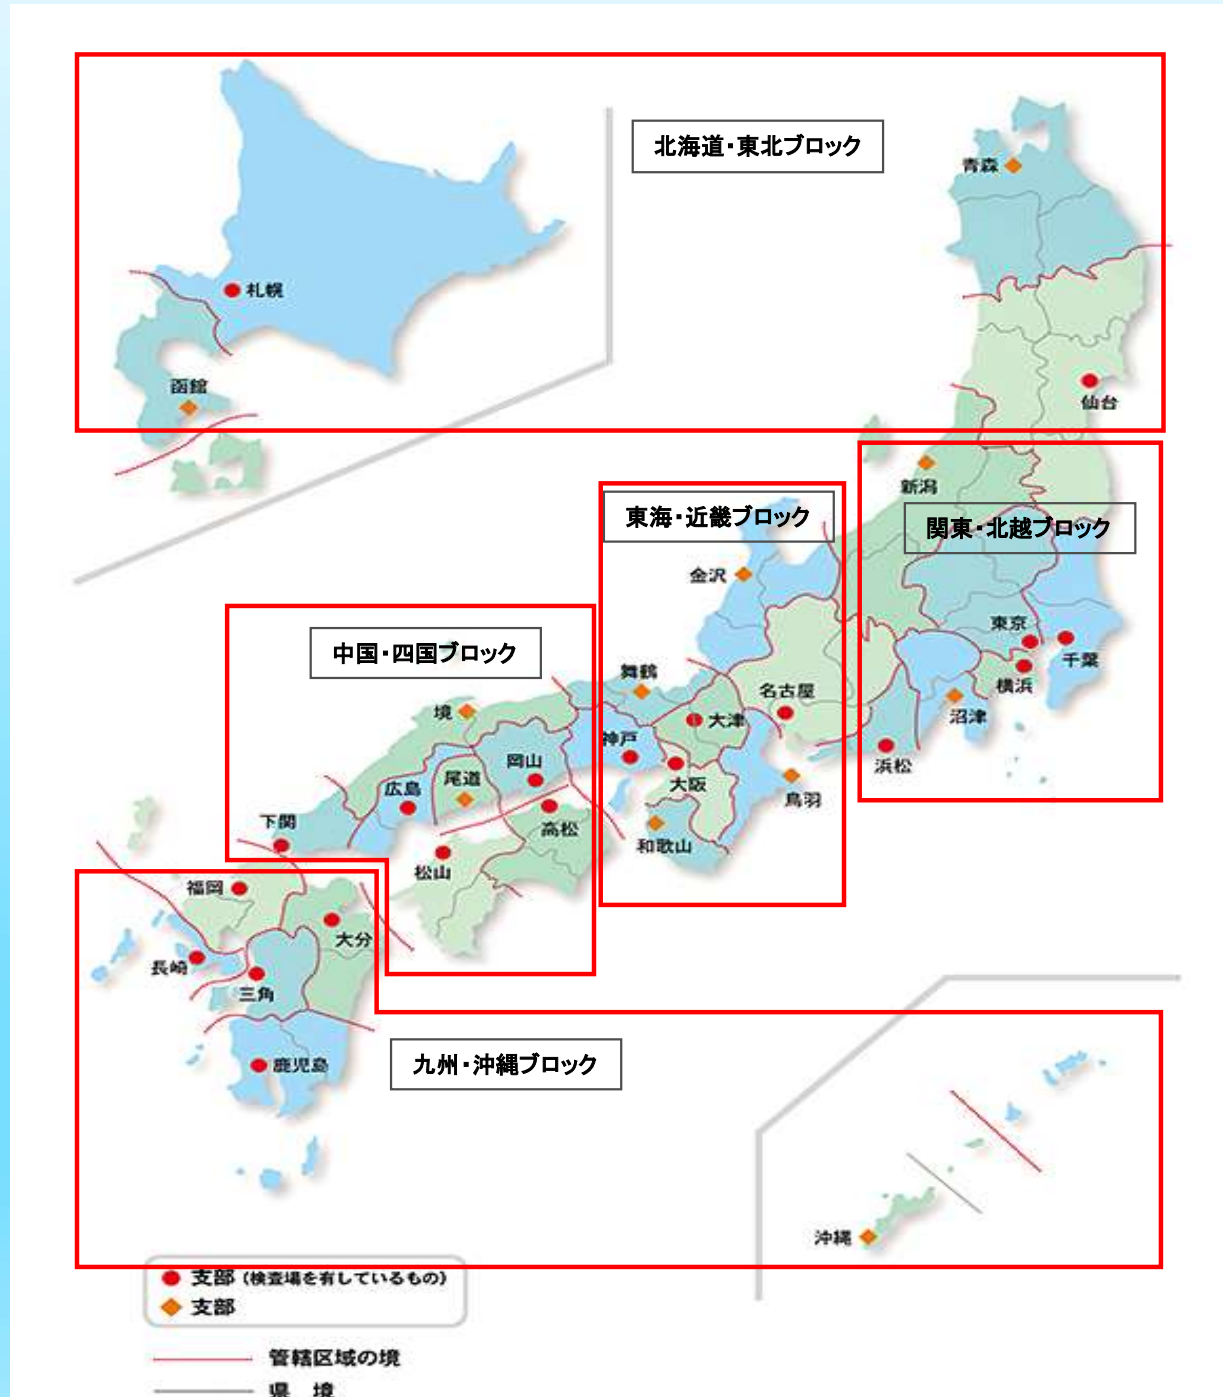 北海道・東北ブロック
青森
札幌
函館
仙台
新潟
東海・近畿ブロック
関東・北越ブロック
金沢
東京
千葉
横浜
中国・四国ブロック
舞鶴
名古屋
沼津
境
大津
神戸
浜松
岡山
尾道
広島
大阪
鳥羽
下関
高松
和歌山
松山
福岡
大分
長崎
三角
鹿児島
九州・沖縄ブロック
沖縄
支部（検査場を有しているもの）
支部
管轄区域の境
県　境